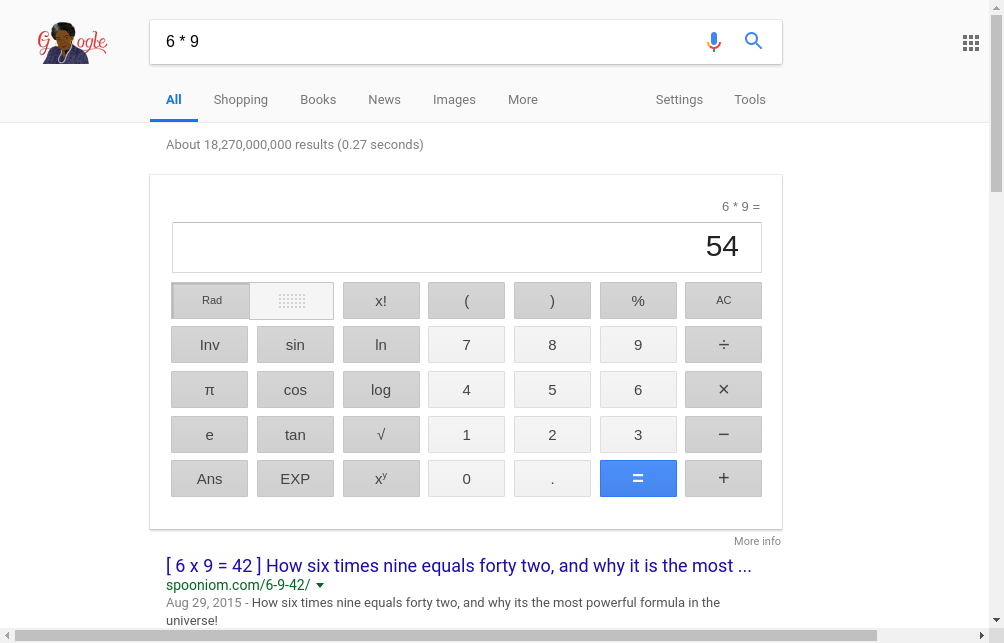 Google
6 * 9
All Shopping Books News Images More Settings Tools
About 18,270,000,000 results (0.27 seconds)
6 * 9 =
54
Rad x! ( ) % AC
Inv sin ln 7 8 9 ÷
π cos log 4 5 6 ×
e tan √ 1 2 3 −
Ans EXP xʸ 0 . = +
More info
[ 6 x 9 = 42 ] How six times nine equals forty two, and why it is the most ...
spooniom.com/6-9-42/
Aug 29, 2015 - How six times nine equals forty two, and why its the most powerful formula in the
universe!